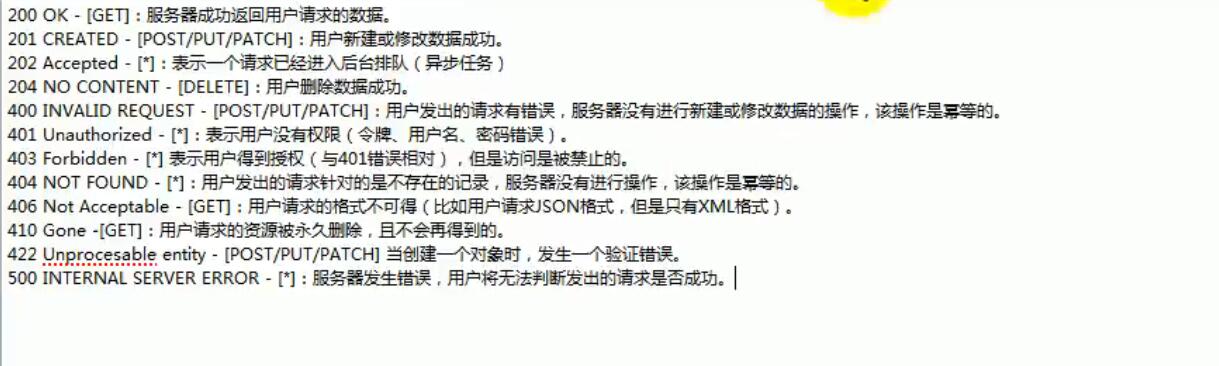 200 OK - [GET]：服务器成功返回用户请求的数据。
201 CREATED - [POST/PUT/PATCH]：用户新建或修改数据成功。
202 Accepted - [*]：表示一个请求已经进入后台排队（异步任务）
204 NO CONTENT - [DELETE]：用户删除数据成功。
400 INVALID REQUEST - [POST/PUT/PATCH]：用户发出的请求有错误，服务器没有进行新建或修改数据的操作，该操作是幂等的。
401 Unauthorized - [*]：表示用户没有权限（令牌、用户名、密码错误）。
403 Forbidden - [*] 表示用户得到授权（与401错误相对），但是访问是被禁止的。
404 NOT FOUND - [*]：用户发出的请求针对的是不存在的记录，服务器没有进行操作，该操作是幂等的。
406 Not Acceptable - [GET]：用户请求的格式不可得（比如用户请求JSON格式，但是只有XML格式）。
410 Gone -[GET]：用户请求的资源被永久删除，且不会再得到的。
422 Unprocesable entity - [POST/PUT/PATCH] 当创建一个对象时，发生一个验证错误。
500 INTERNAL SERVER ERROR - [*]：服务器发生错误，用户将无法判断发出的请求是否成功。